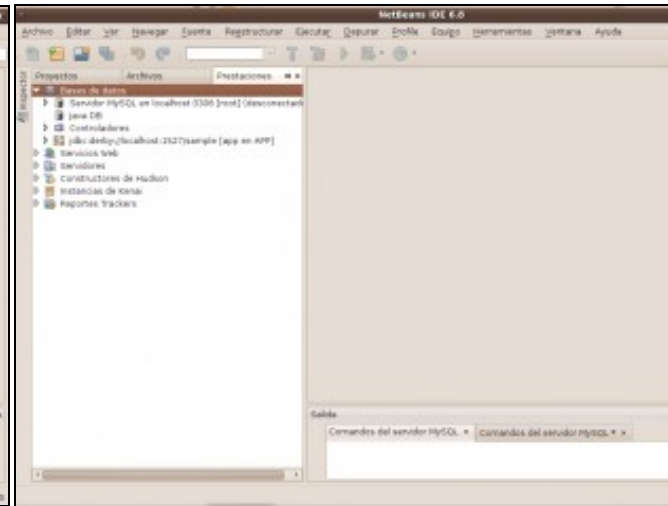 NetBeans IDE 6.8
Archivo Editar Ver Navegar Fuente Reestructurar Ejecutar Depurar Profile Equipo Herramientas Ventana Ayuda
Proyectos Archivos Prestaciones
Inspector
Bases de datos
Servidor MySQL en localhost:3306 [root] (desconectado
Java DB
Controladores
jdbc:derby://localhost:1527/sample [app en APP]
Servicios Web
Servidores
Constructores de Hudson
Instancias de Kenai
Reportes Trackers
Salida
Comandos del servidor MySQL × Comandos del servidor MySQL ×